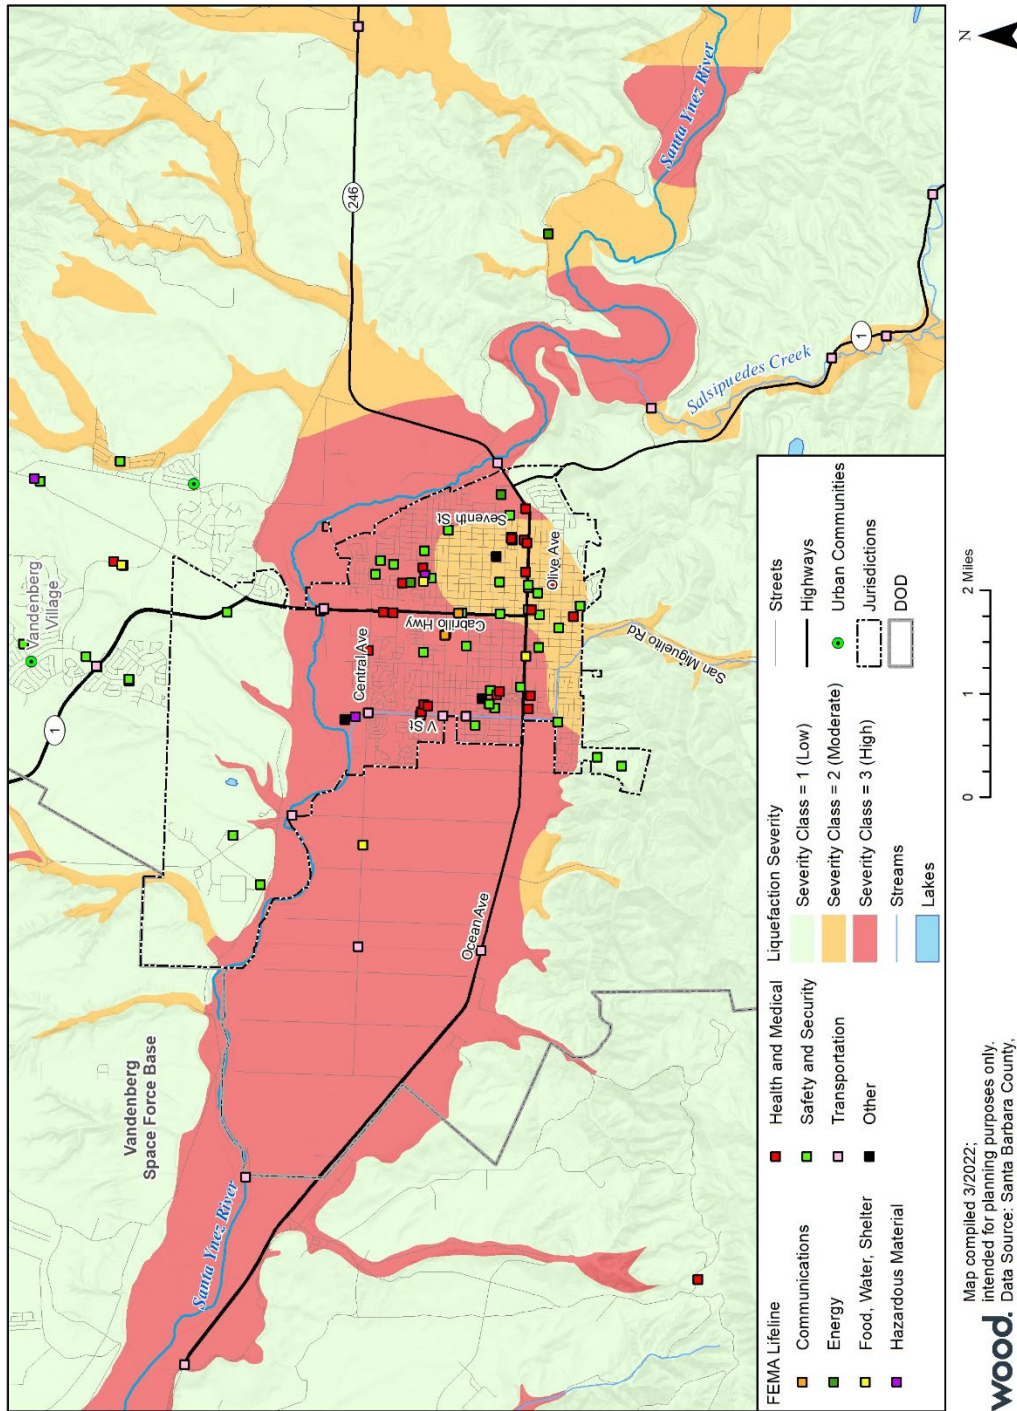 N
246
Santa Ynez River
1
Salsipuedes Creek
Vandenberg
Village
1
Seventh St
Olive Ave
Cabrillo Hwy
Central Ave
San Miguelito Rd
V St
Ocean Ave
Vandenberg
Space Force Base
Santa Ynez River
FEMA Lifeline
Communications
Energy
Food, Water, Shelter
Hazardous Material
Health and Medical
Safety and Security
Transportation
Other
Liquefaction Severity
Severity Class = 1 (Low)
Severity Class = 2 (Moderate)
Severity Class = 3 (High)
Streams
Lakes
Streets
Highways
Urban Communities
Jurisdictions
DOD
0 1 2 Miles
wood.
Map compiled 3/2022;
intended for planning purposes only.
Data Source: Santa Barbara County,